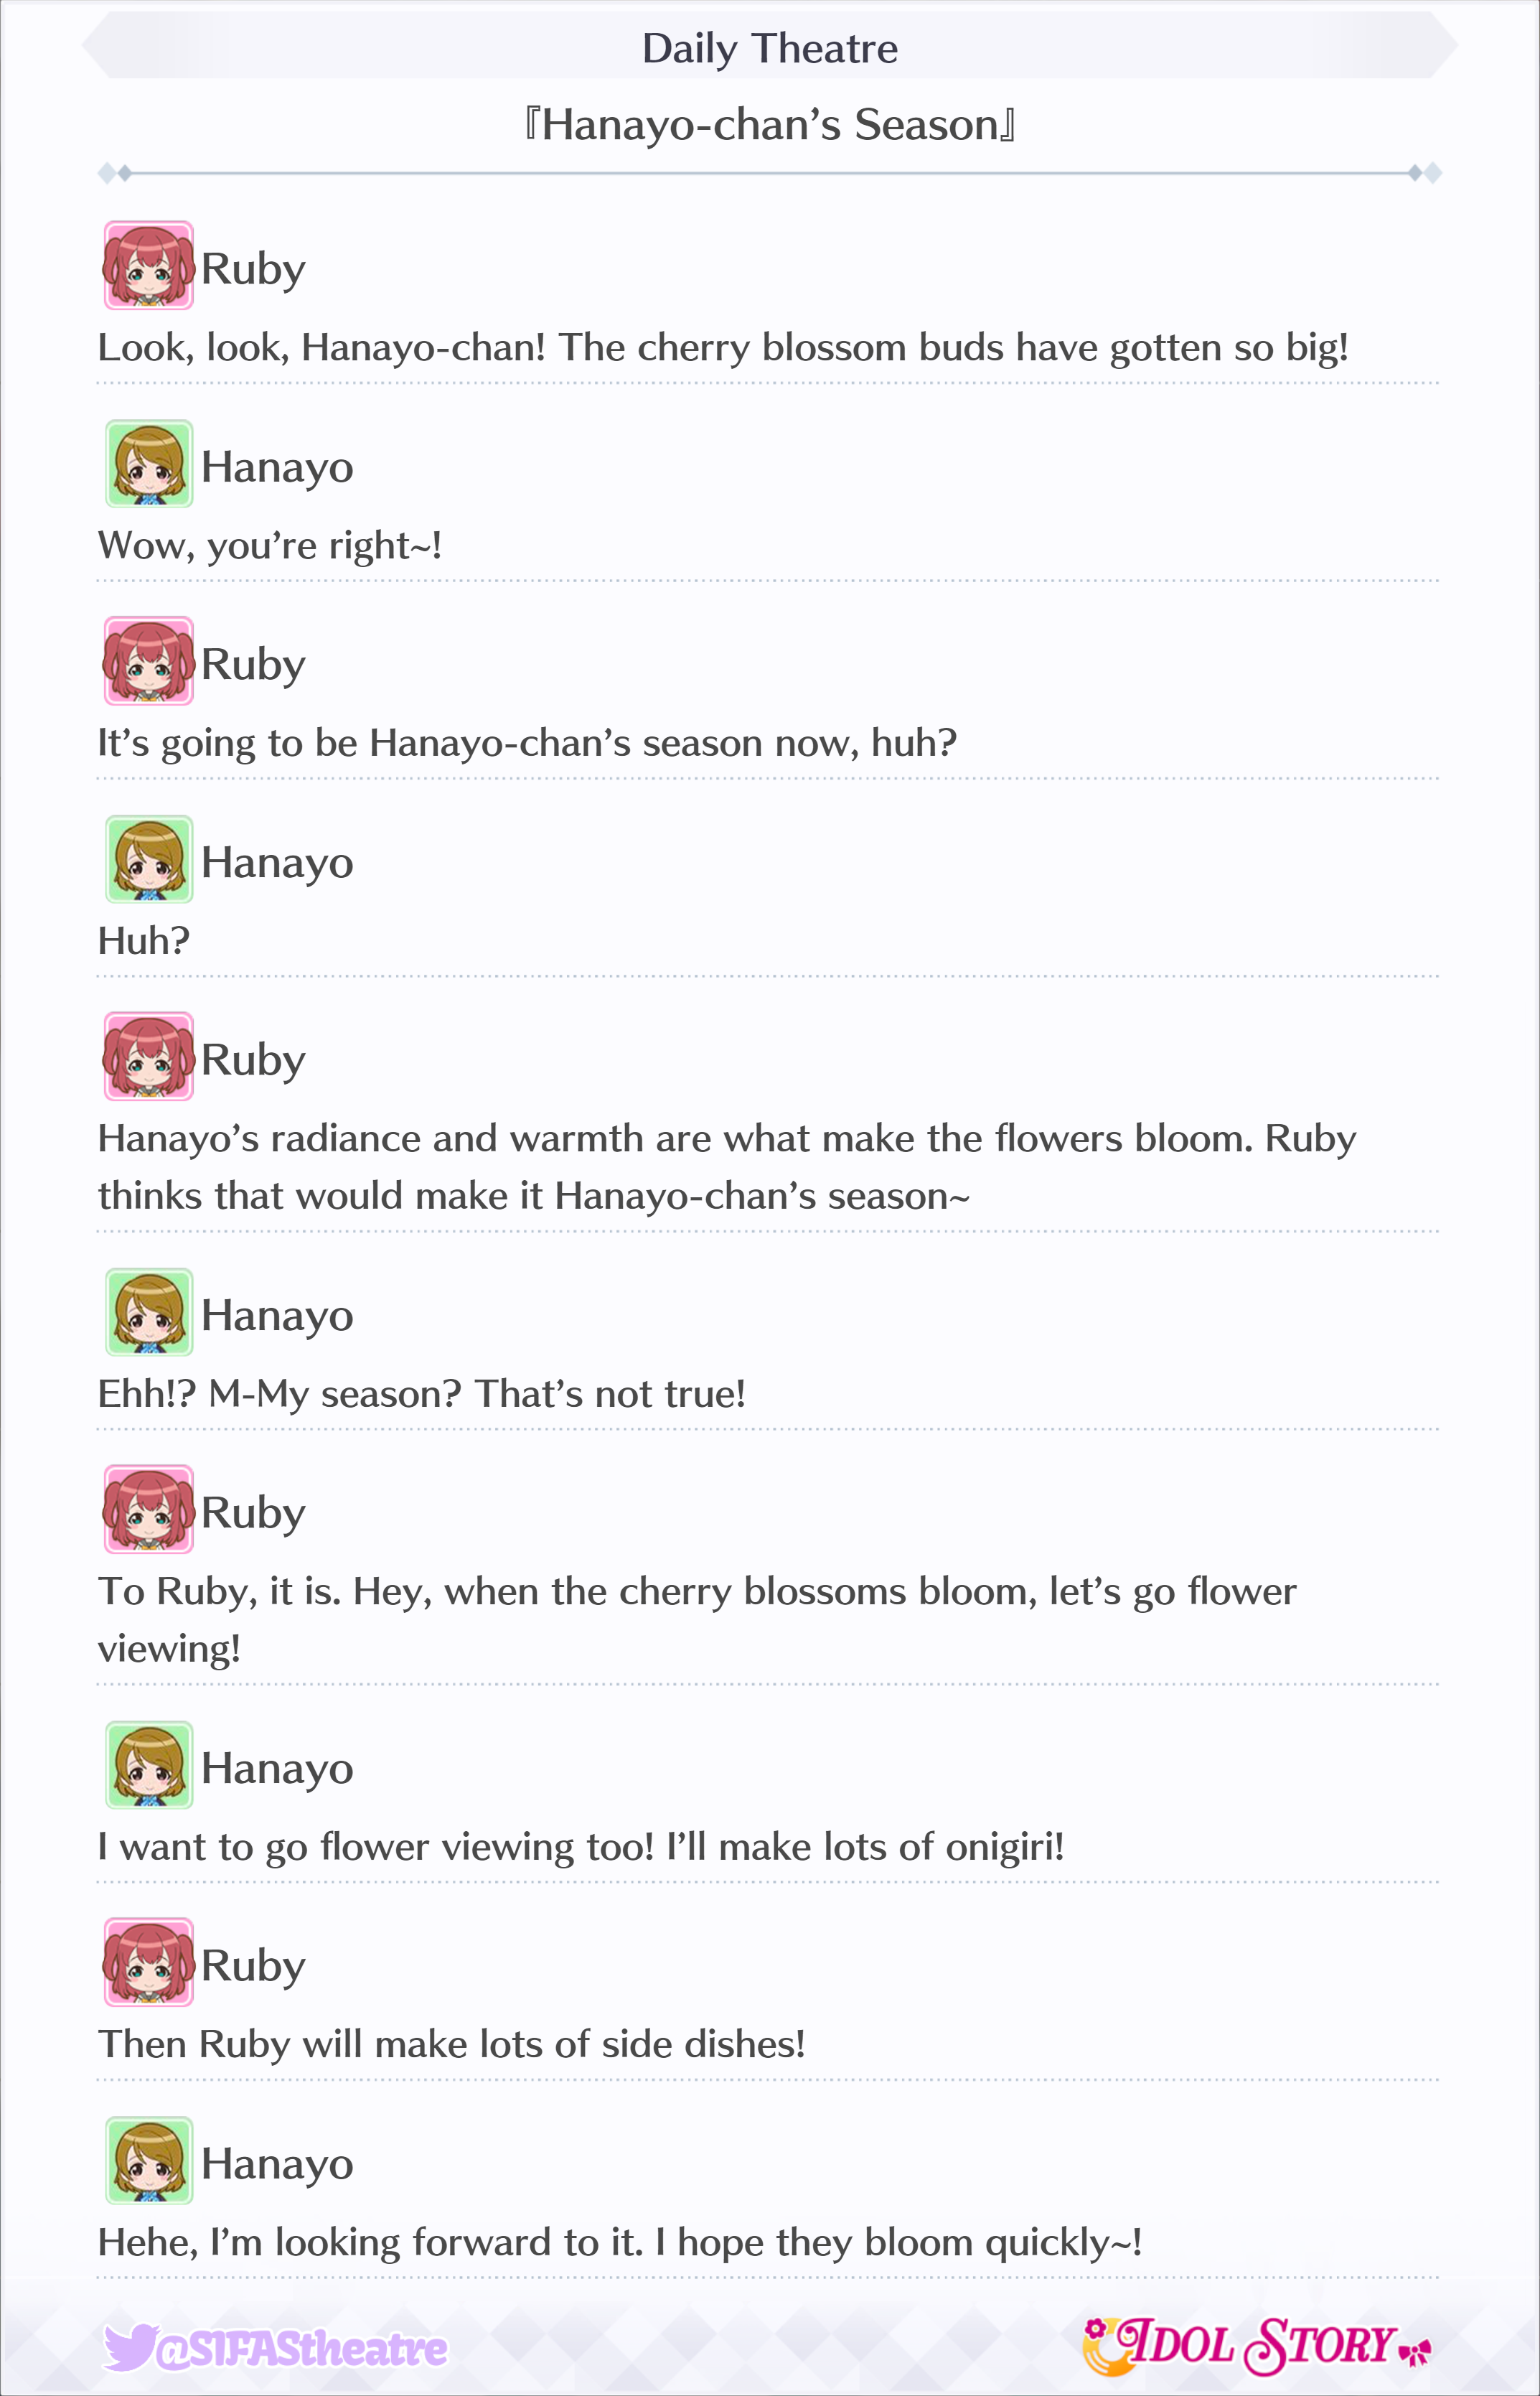 Daily Theatre
『Hanayo-chan’s Season』
Ruby
Look, look, Hanayo-chan! The cherry blossom buds have gotten so big!
Hanayo
Wow, you’re right~!
Ruby
It’s going to be Hanayo-chan’s season now, huh?
Hanayo
Huh?
Ruby
Hanayo’s radiance and warmth are what make the flowers bloom. Ruby
thinks that would make it Hanayo-chan’s season~
Hanayo
Ehh!? M-My season? That’s not true!
Ruby
To Ruby, it is. Hey, when the cherry blossoms bloom, let’s go flower
viewing!
Hanayo
I want to go flower viewing too! I’ll make lots of onigiri!
Ruby
Then Ruby will make lots of side dishes!
Hanayo
Hehe, I’m looking forward to it. I hope they bloom quickly~!
@SIFAStheatre
IDOL STORY